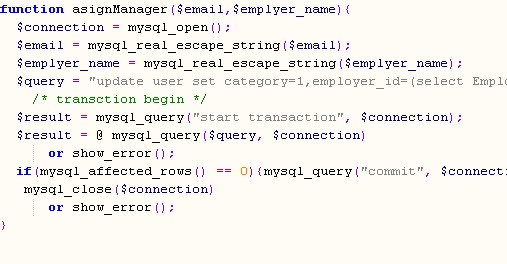 function asignManager($email,$emplyer_name){
$connection = mysql_open();
$email = mysql_real_escape_string($email);
$emplyer_name = mysql_real_escape_string($emplyer_name);
$query = "update user set category=1,employer_id=(select Empl
/* transction begin */
$result = mysql_query("start transaction", $connection);
$result = @ mysql_query($query, $connection)
or show_error();
if(mysql_affected_rows() == 0){mysql_query("commit", $connect
mysql_close($connection)
or show_error();
}